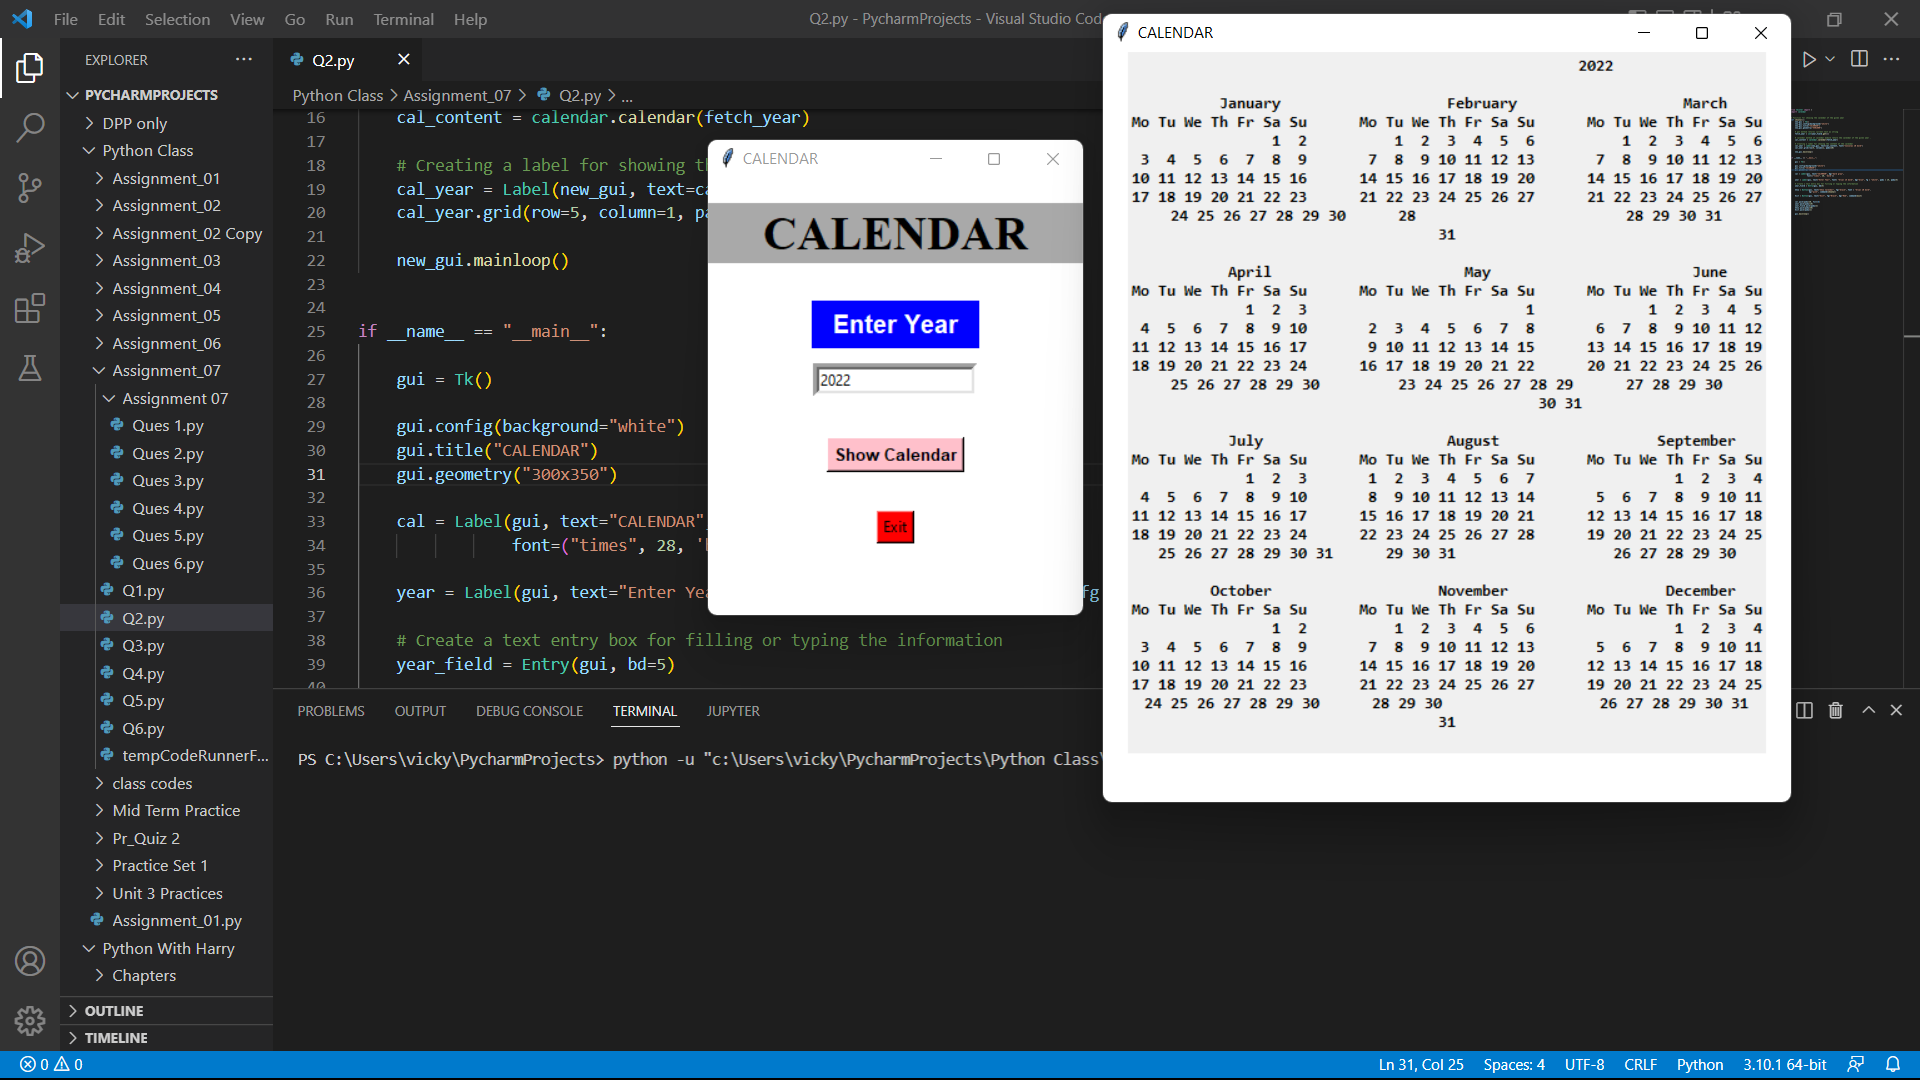 File Edit Selection View Go Run Terminal Help
Q2.py - PycharmProjects - Visual Studio Cod
EXPLORER
PYCHARMPROJECTS
DPP only
Python Class
Assignment_01
Assignment_02
Assignment_02 Copy
Assignment_03
Assignment_04
Assignment_05
Assignment_06
Assignment_07
Assignment 07
Ques 1.py
Ques 2.py
Ques 3.py
Ques 4.py
Ques 5.py
Ques 6.py
Q1.py
Q2.py
Q3.py
Q4.py
Q5.py
Q6.py
tempCodeRunnerF...
class codes
Mid Term Practice
Pr_Quiz 2
Practice Set 1
Unit 3 Practices
Assignment_01.py
Python With Harry
Chapters
OUTLINE
TIMELINE
Q2.py
Python Class > Assignment_07 > Q2.py > ...
16 cal_content = calendar.calendar(fetch_year)
17
18 # Creating a label for showing th
19 cal_year = Label(new_gui, text=ca
20 cal_year.grid(row=5, column=1, pa
21
22 new_gui.mainloop()
23
24
25 if __name__ == "__main__":
26
27 gui = Tk()
28
29 gui.config(background="white")
30 gui.title("CALENDAR")
31 gui.geometry("300x350")
32
33 cal = Label(gui, text="CALENDAR",
34 font=("times", 28, 'b
35
36 year = Label(gui, text="Enter Yea fg
37
38 # Create a text entry box for filling or typing the information
39 year_field = Entry(gui, bd=5)
40
PROBLEMS OUTPUT DEBUG CONSOLE TERMINAL JUPYTER
PS C:\Users\vicky\PycharmProjects> python -u "c:\Users\vicky\PycharmProjects\Python Class\
CALENDAR
CALENDAR
Enter Year
2022
Show Calendar
Exit
CALENDAR
2022
January February March
Mo Tu We Th Fr Sa Su Mo Tu We Th Fr Sa Su Mo Tu We Th Fr Sa Su
1 2 1 2 3 4 5 6 1 2 3 4 5 6
3 4 5 6 7 8 9 7 8 9 10 11 12 13 7 8 9 10 11 12 13
10 11 12 13 14 15 16 14 15 16 17 18 19 20 14 15 16 17 18 19 20
17 18 19 20 21 22 23 21 22 23 24 25 26 27 21 22 23 24 25 26 27
24 25 26 27 28 29 30 28 28 29 30 31
31
April May June
Mo Tu We Th Fr Sa Su Mo Tu We Th Fr Sa Su Mo Tu We Th Fr Sa Su
1 2 3 1 1 2 3 4 5
4 5 6 7 8 9 10 2 3 4 5 6 7 8 6 7 8 9 10 11 12
11 12 13 14 15 16 17 9 10 11 12 13 14 15 13 14 15 16 17 18 19
18 19 20 21 22 23 24 16 17 18 19 20 21 22 20 21 22 23 24 25 26
25 26 27 28 29 30 23 24 25 26 27 28 29 27 28 29 30
30 31
July August September
Mo Tu We Th Fr Sa Su Mo Tu We Th Fr Sa Su Mo Tu We Th Fr Sa Su
1 2 3 1 2 3 4 5 6 7 1 2 3 4
4 5 6 7 8 9 10 8 9 10 11 12 13 14 5 6 7 8 9 10 11
11 12 13 14 15 16 17 15 16 17 18 19 20 21 12 13 14 15 16 17 18
18 19 20 21 22 23 24 22 23 24 25 26 27 28 19 20 21 22 23 24 25
25 26 27 28 29 30 31 29 30 31 26 27 28 29 30
October November December
Mo Tu We Th Fr Sa Su Mo Tu We Th Fr Sa Su Mo Tu We Th Fr Sa Su
1 2 1 2 3 4 5 6 1 2 3 4
3 4 5 6 7 8 9 7 8 9 10 11 12 13 5 6 7 8 9 10 11
10 11 12 13 14 15 16 14 15 16 17 18 19 20 12 13 14 15 16 17 18
17 18 19 20 21 22 23 21 22 23 24 25 26 27 19 20 21 22 23 24 25
24 25 26 27 28 29 30 28 29 30 26 27 28 29 30 31
31
0 0
Ln 31, Col 25 Spaces: 4 UTF-8 CRLF Python 3.10.1 64-bit